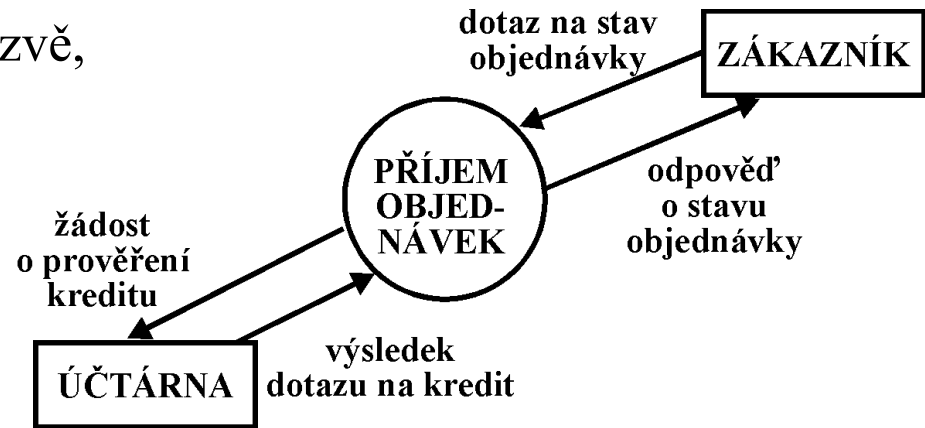 zvě,
dotaz na stav
objednávky
ZÁKAZNÍK
PŘÍJEM
OBJED-
NÁVEK
odpověď
o stavu
objednávky
žádost
o prověření
kreditu
výsledek
dotazu na kredit
ÚČTÁRNA